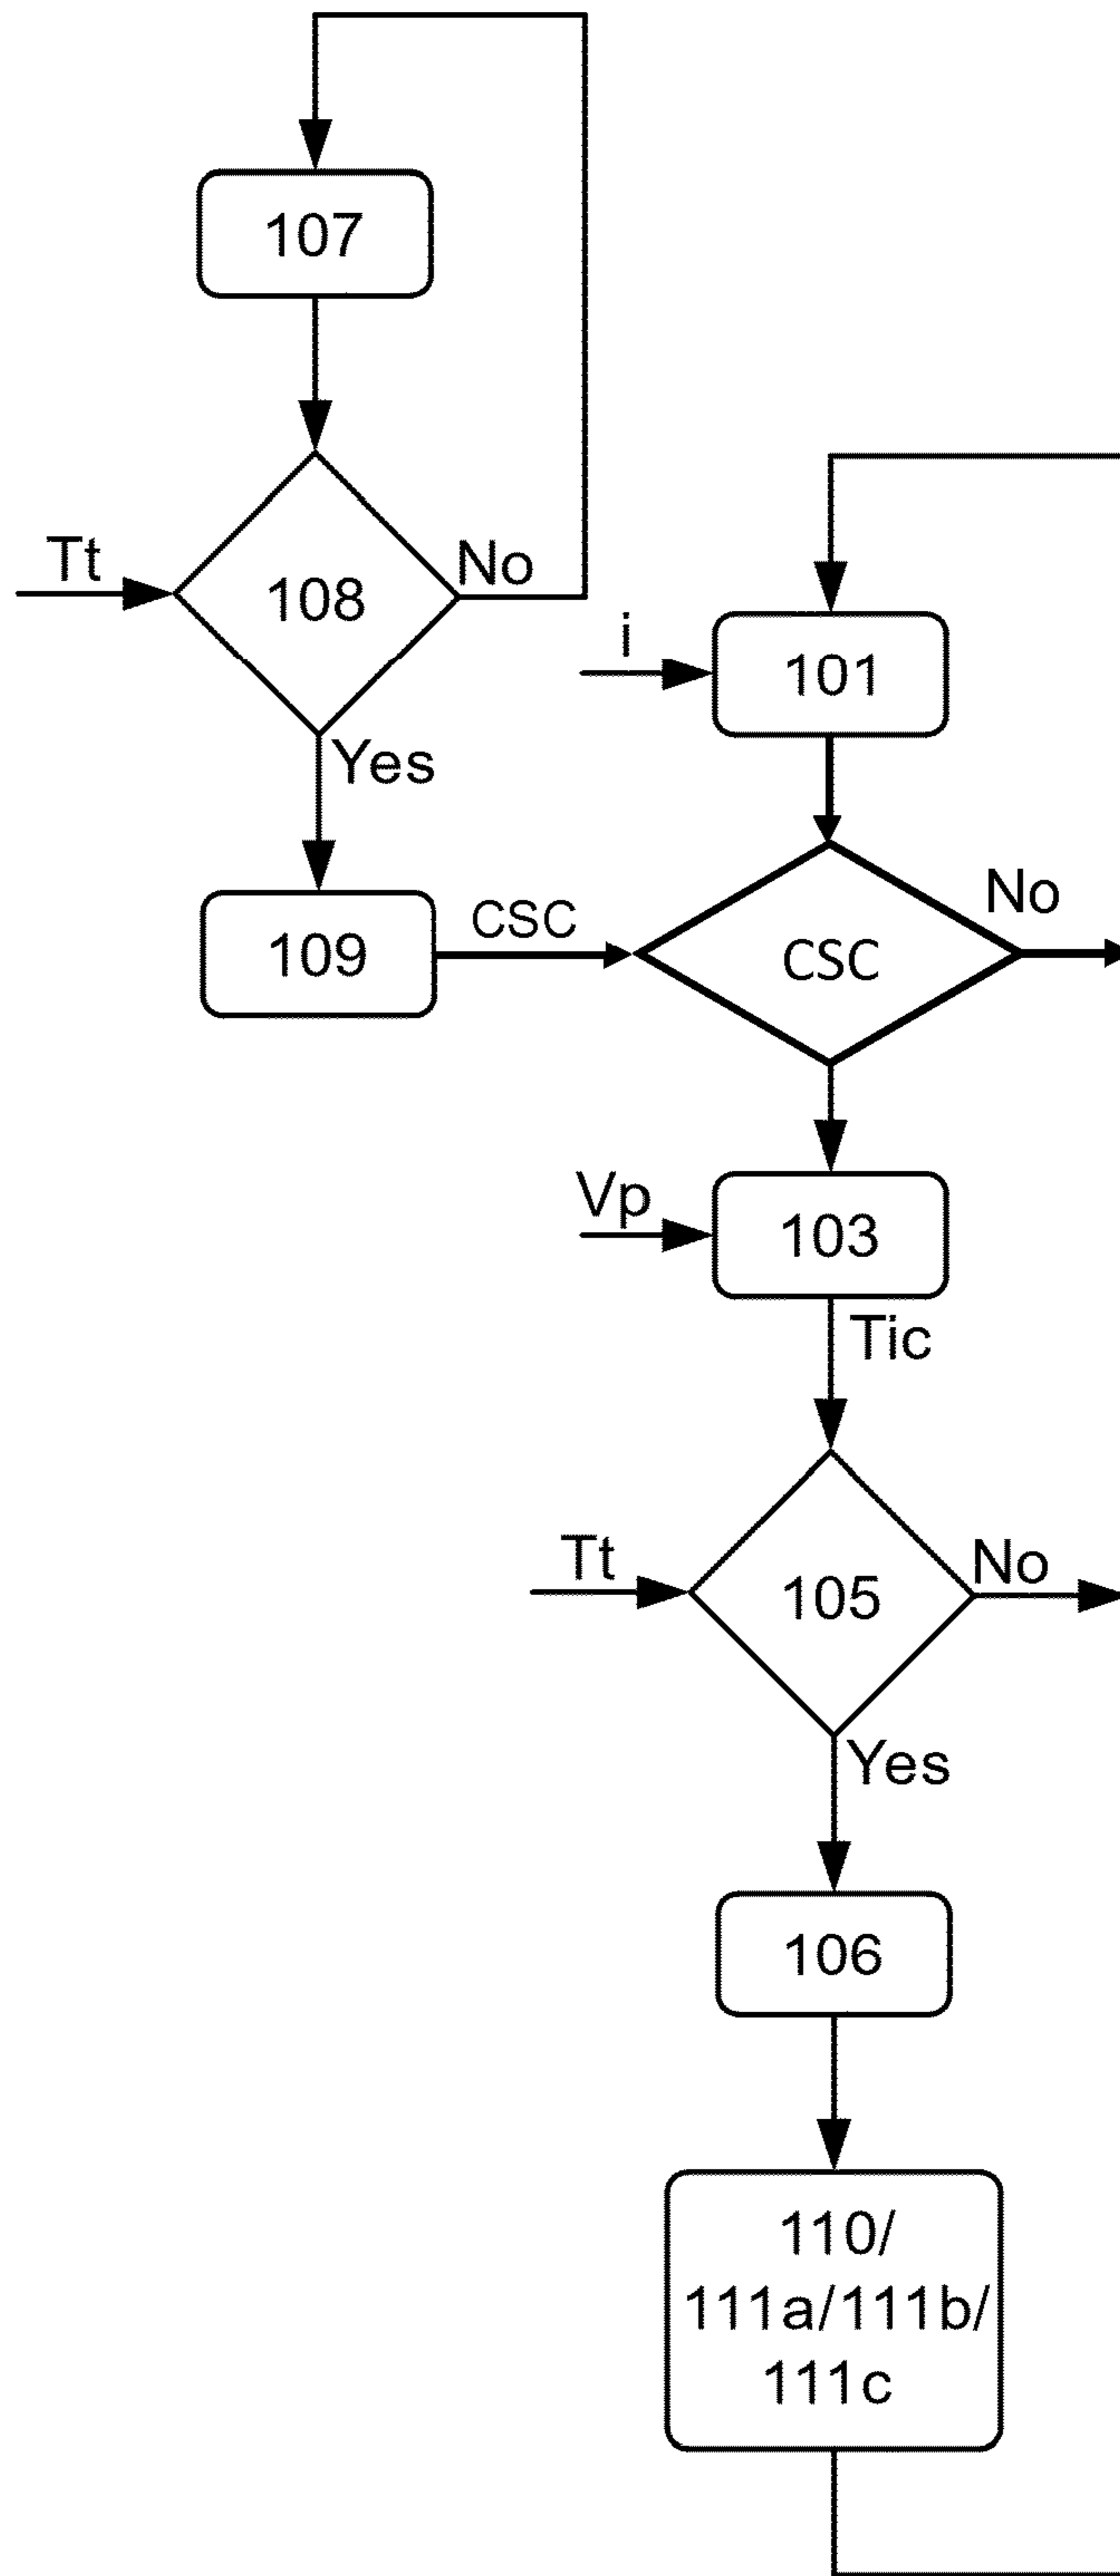 107
Tt
108
No
Yes
109
CSC
i
101
CSC
No
Vp
103
Tic
Tt
105
No
Yes
106
110/
111a/111b/
111c